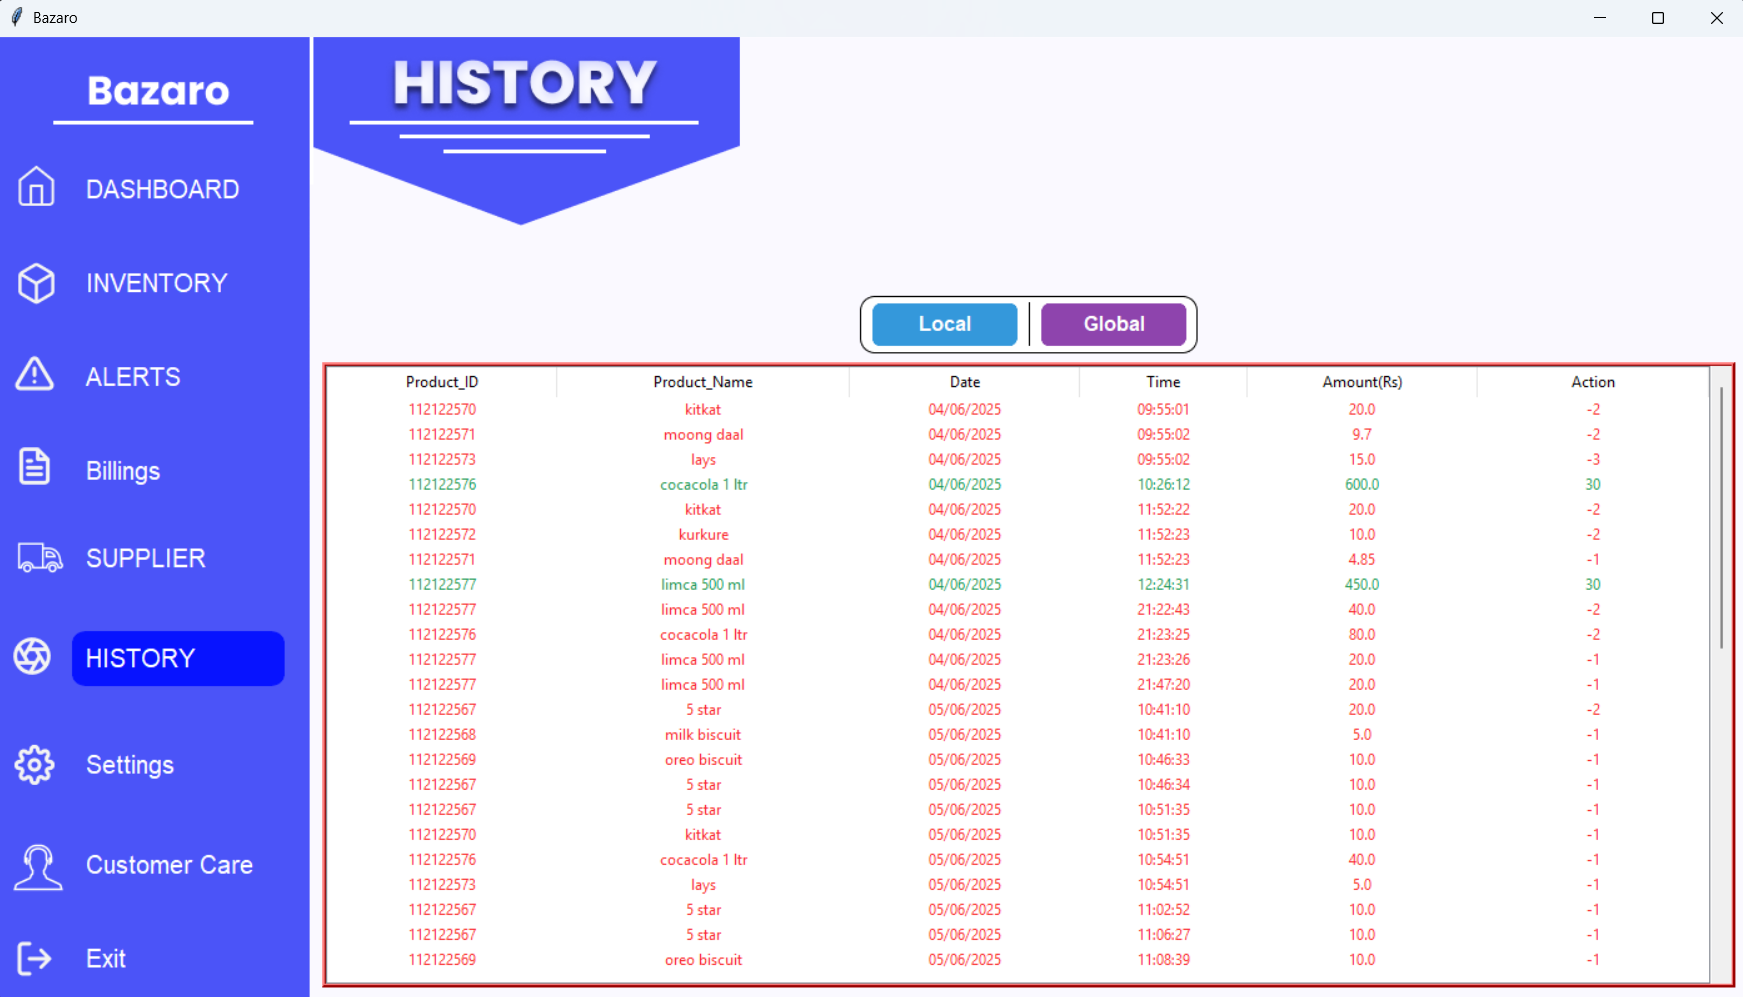 Bazaro
Bazaro
DASHBOARD
INVENTORY
ALERTS
Billings
SUPPLIER
HISTORY
Settings
Customer Care
Exit
HISTORY
Local Global
Product_ID Product_Name Date Time Amount(Rs) Action
112122570 kitkat 04/06/2025 09:55:01 20.0 -2
112122571 moong daal 04/06/2025 09:55:02 9.7 -2
112122573 lays 04/06/2025 09:55:02 15.0 -3
112122576 cocacola 1 ltr 04/06/2025 10:26:12 600.0 30
112122570 kitkat 04/06/2025 11:52:22 20.0 -2
112122572 kurkure 04/06/2025 11:52:23 10.0 -2
112122571 moong daal 04/06/2025 11:52:23 4.85 -1
112122577 limca 500 ml 04/06/2025 12:24:31 450.0 30
112122577 limca 500 ml 04/06/2025 21:22:43 40.0 -2
112122576 cocacola 1 ltr 04/06/2025 21:23:25 80.0 -2
112122577 limca 500 ml 04/06/2025 21:23:26 20.0 -1
112122577 limca 500 ml 04/06/2025 21:47:20 20.0 -1
112122567 5 star 05/06/2025 10:41:10 20.0 -2
112122568 milk biscuit 05/06/2025 10:41:10 5.0 -1
112122569 oreo biscuit 05/06/2025 10:46:33 10.0 -1
112122567 5 star 05/06/2025 10:46:34 10.0 -1
112122567 5 star 05/06/2025 10:51:35 10.0 -1
112122570 kitkat 05/06/2025 10:51:35 10.0 -1
112122576 cocacola 1 ltr 05/06/2025 10:54:51 40.0 -1
112122573 lays 05/06/2025 10:54:51 5.0 -1
112122567 5 star 05/06/2025 11:02:52 10.0 -1
112122567 5 star 05/06/2025 11:06:27 10.0 -1
112122569 oreo biscuit 05/06/2025 11:08:39 10.0 -1